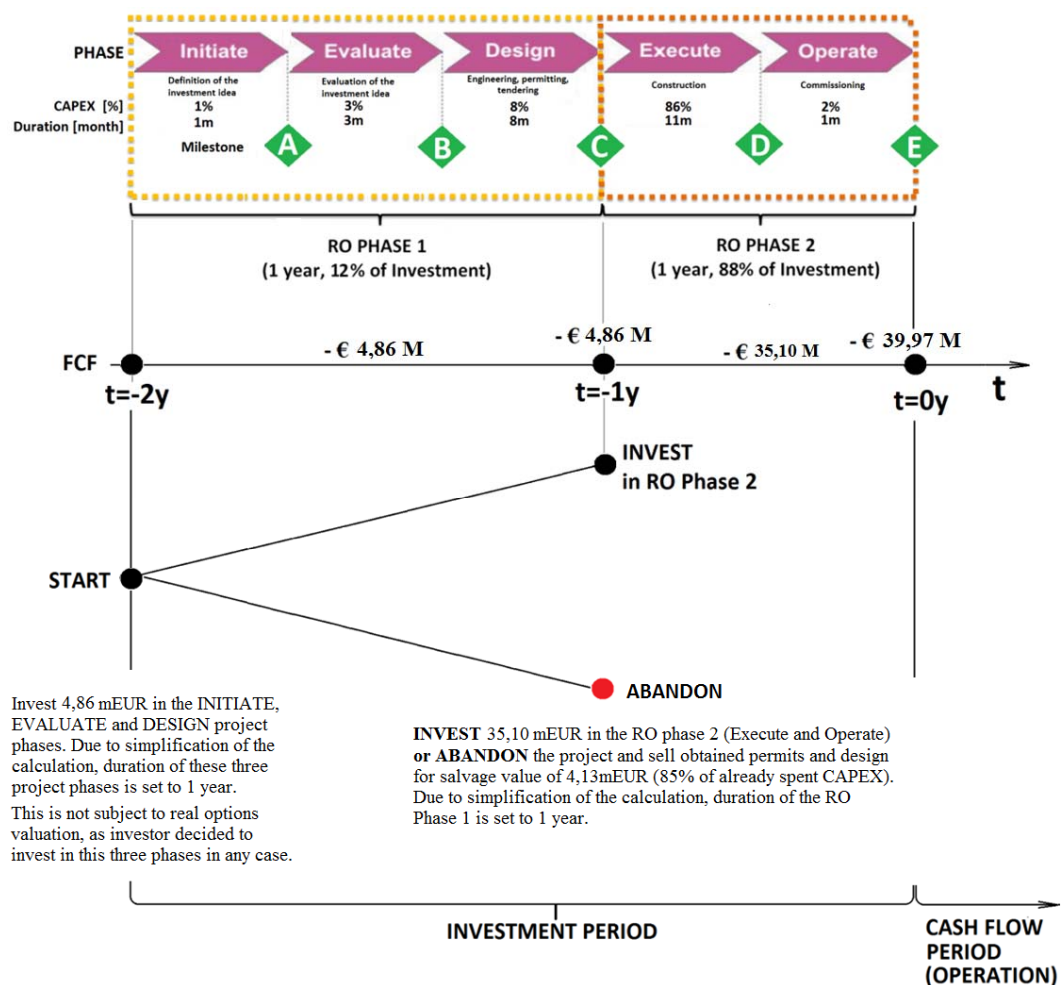 PHASE Initiate Evaluate Design Execute Operate
Definition of the
investment idea
Evaluation of the
investment idea
Engineering, permitting,
tendering
Construction
Commissioning
CAPEX [%] 1% 3% 8% 86% 2%
Duration [month] 1m 3m 8m 11m 1m
Milestone A B C D E
RO PHASE 1
(1 year, 12% of Investment)
RO PHASE 2
(1 year, 88% of Investment)
- € 4,86 M - € 4,86 M - € 35,10 M - € 39,97 M
FCF
t=-2y t=-1y t=0y t
INVEST
in RO Phase 2
START
ABANDON
Invest 4,86 mEUR in the INITIATE,
EVALUATE and DESIGN project
phases. Due to simplification of the
calculation, duration of these three
project phases is set to 1 year.
This is not subject to real options
valuation, as investor decided to
invest in this three phases in any case.
INVEST 35,10 mEUR in the RO phase 2 (Execute and Operate)
or ABANDON the project and sell obtained permits and design
for salvage value of 4,13mEUR (85% of already spent CAPEX).
Due to simplification of the calculation, duration of the RO
Phase 1 is set to 1 year.
INVESTMENT PERIOD
CASH FLOW
PERIOD
(OPERATION)